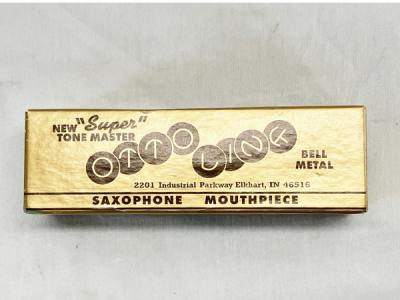 NEW "Super"
TONE MASTER
OTTO LINK
BELL
METAL
2201 Industrial Parkway Elkhart, IN 46516
SAXOPHONE MOUTHPIECE